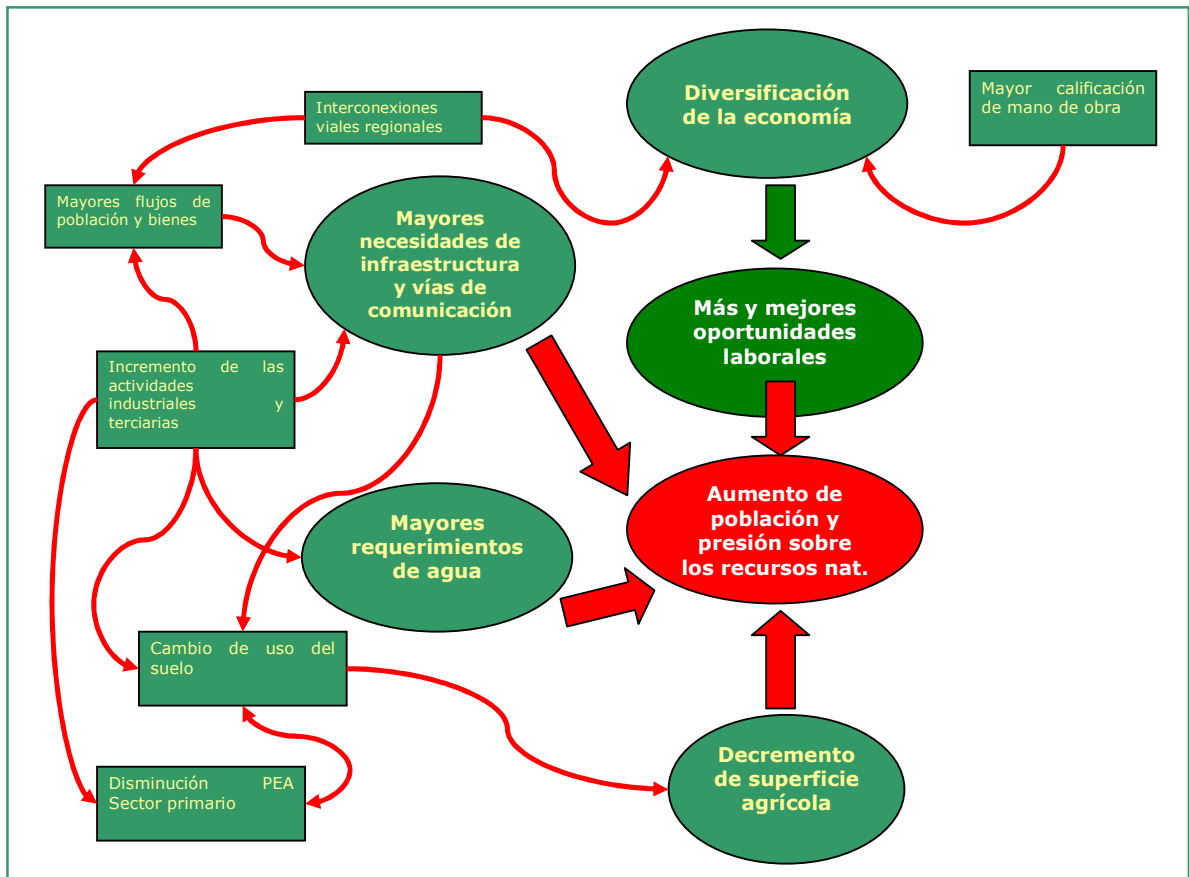 Diversificación
de la economía
Mayor calificación
de mano de obra
Interconexiones
viales regionales
Mayores flujos de
población y bienes
Mayores
necesidades de
infraestructura
y vías de
comunicación
Más y mejores
oportunidades
laborales
Incremento de las
actividades
industriales y
terciarias
Aumento de
población y
presión sobre
los recursos nat.
Mayores
requerimientos
de agua
Cambio de uso del
suelo
Decremento
de superficie
agrícola
Disminución PEA
Sector primario